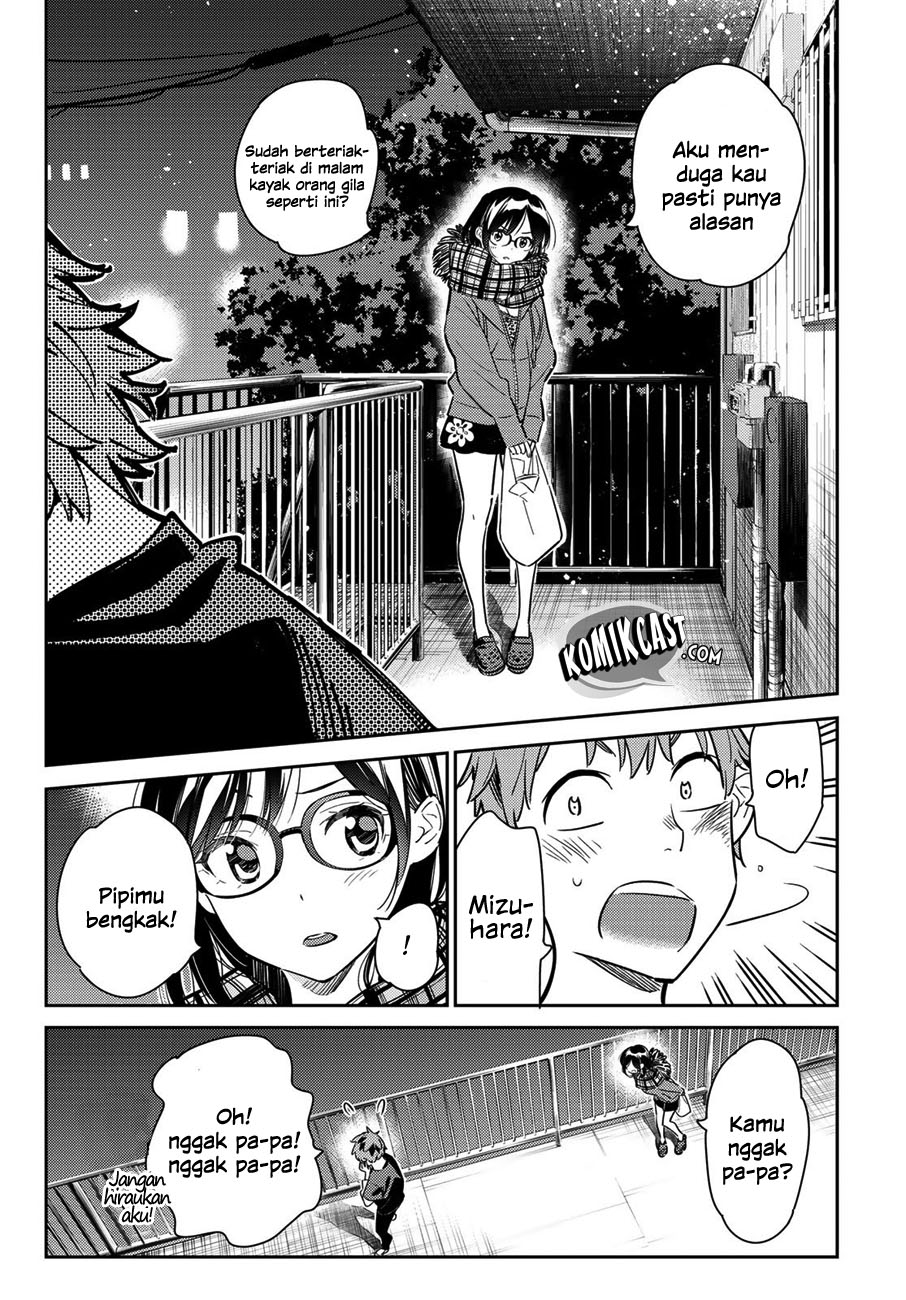 Aku men-
duga kau
pasti punya
alasan
Sudah berteriak-
teriak di malam
kayak orang gila
seperti ini?
KOMIKCAST
.COM
Oh!
Mizu-
hara!
!
Pipimu
bengkak!
Kamu
nggak
pa-pa?
Oh!
nggak pa-pa!
nggak pa-pa!
Jangan
hiraukan
aku!